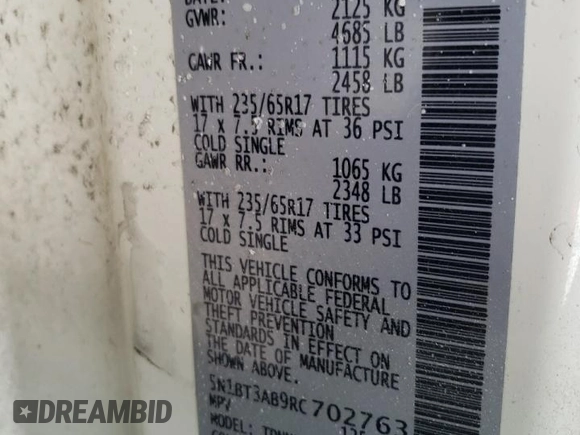 GVWR: 2125 KG
4685 LB
GAWR FR.: 1115 KG
2458 LB
WITH 235/65R17 TIRES
17 x 7.5 RIMS AT 36 PSI
COLD SINGLE
GAWR RR.: 1065 KG
2348 LB
WITH 235/65R17 TIRES
17 x 7.5 RIMS AT 33 PSI
COLD SINGLE
THIS VEHICLE CONFORMS TO
ALL APPLICABLE FEDERAL
MOTOR VEHICLE SAFETY AND
THEFT PREVENTION
STANDARDS IN EFFECT ON
THE DATE OF MANUFACTURE
SHOWN ABOVE.
5N1BT3AB9RC702763
MPV
MODEL:
DREAMBID